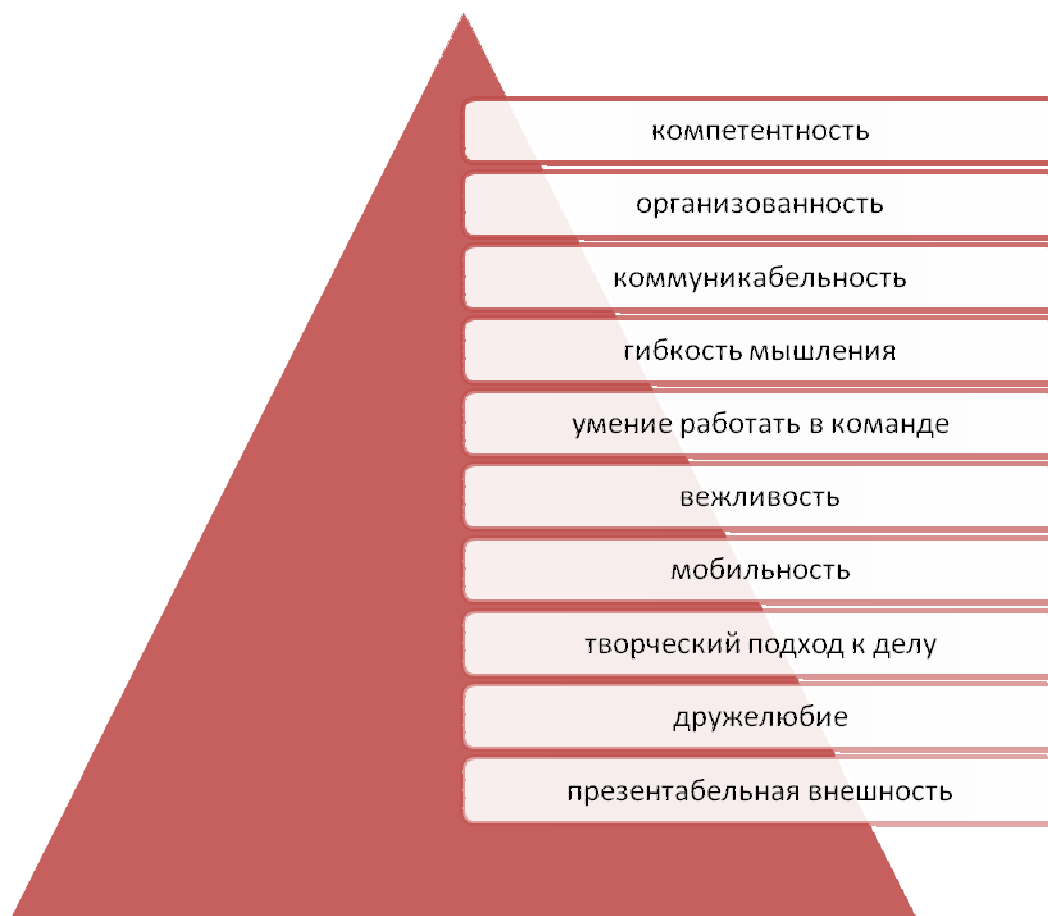 компетентность
организованность
коммуникабельность
гибкость мышления
умение работать в команде
вежливость
мобильность
творческий подход к делу
дружелюбие
презентабельная внешность